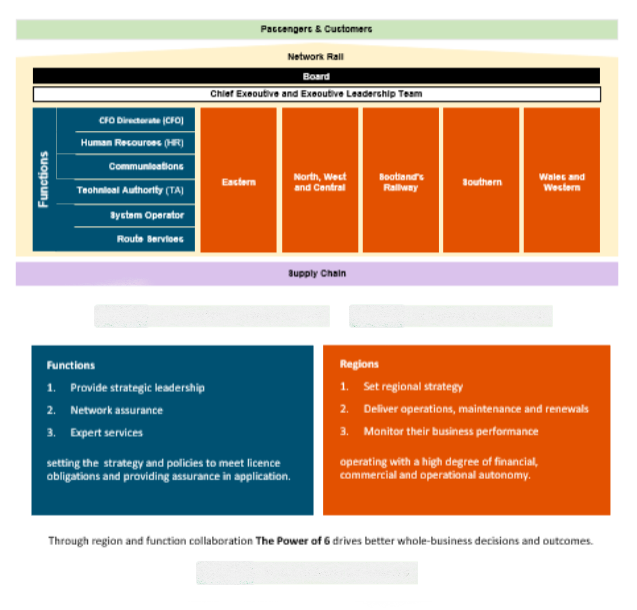 Passengers & Customers
Network Rail
Board
Chief Executive and Executive Leadership Team
Functions
CFO Directorate (CFO)
Human Resources (HR)
Communications
Technical Authority (TA)
System Operator
Route Services
Eastern
North, West
and Central
Scotland's
Railway
Southern
Wales and
Western
Supply Chain
Functions
1. Provide strategic leadership
2. Network assurance
3. Expert services
setting the strategy and policies to meet licence
obligations and providing assurance in application.
Regions
1. Set regional strategy
2. Deliver operations, maintenance and renewals
3. Monitor their business performance
operating with a high degree of financial,
commercial and operational autonomy.
Through region and function collaboration The Power of 6 drives better whole-business decisions and outcomes.